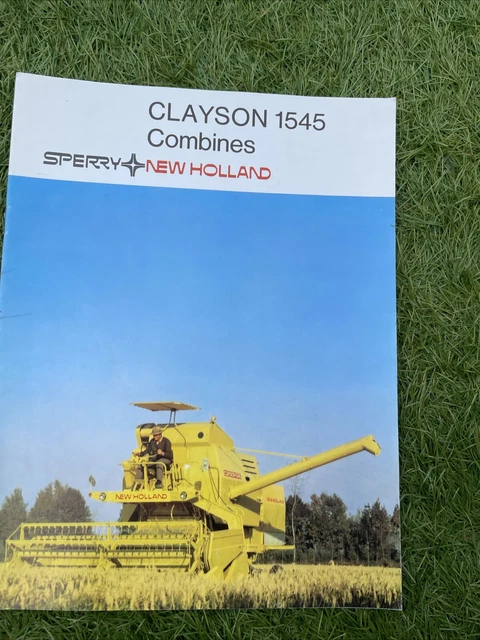 CLAYSON 1545
Combines
SPERRY NEW HOLLAND
NEW HOLLAND